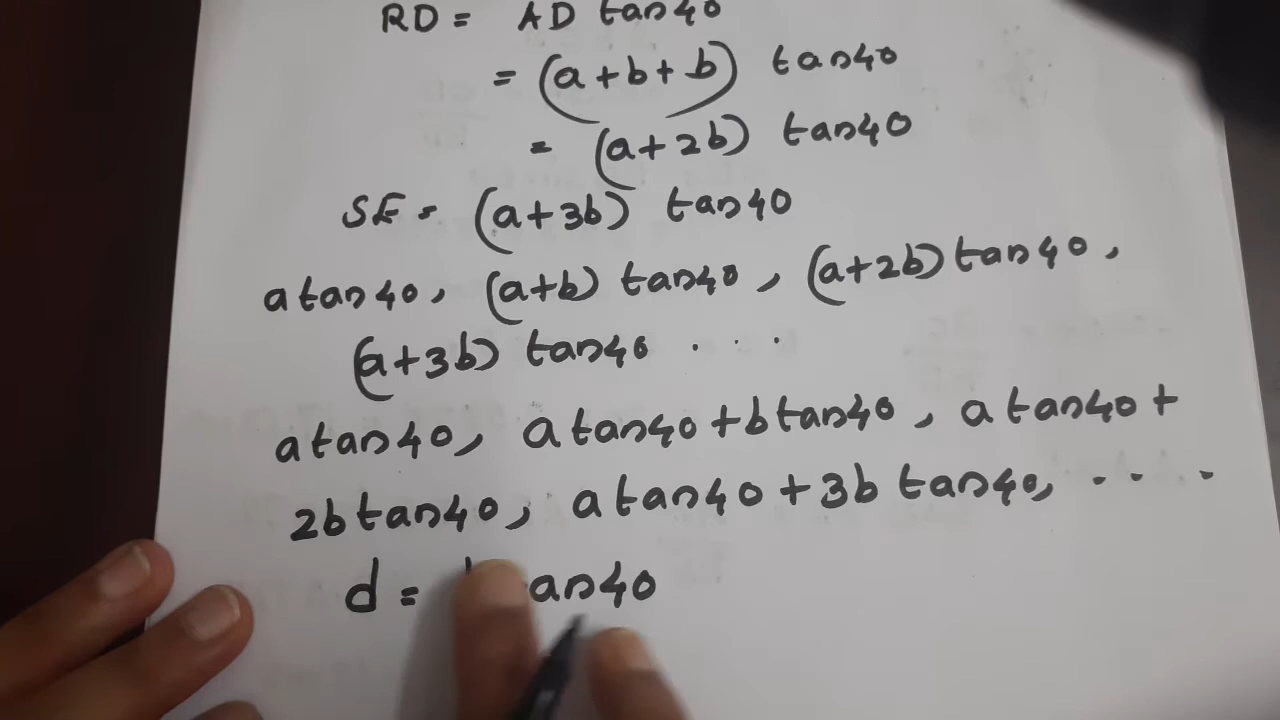 RD = AD tan40
= (a+b+b) tan40
= (a+2b) tan40
SE = (a+3b) tan40
a tan40, (a+b) tan40, (a+2b) tan40,
(a+3b) tan40 ...
a tan40, a tan40 + b tan40, a tan40 +
2b tan40, a tan40 + 3b tan40, ...
d =